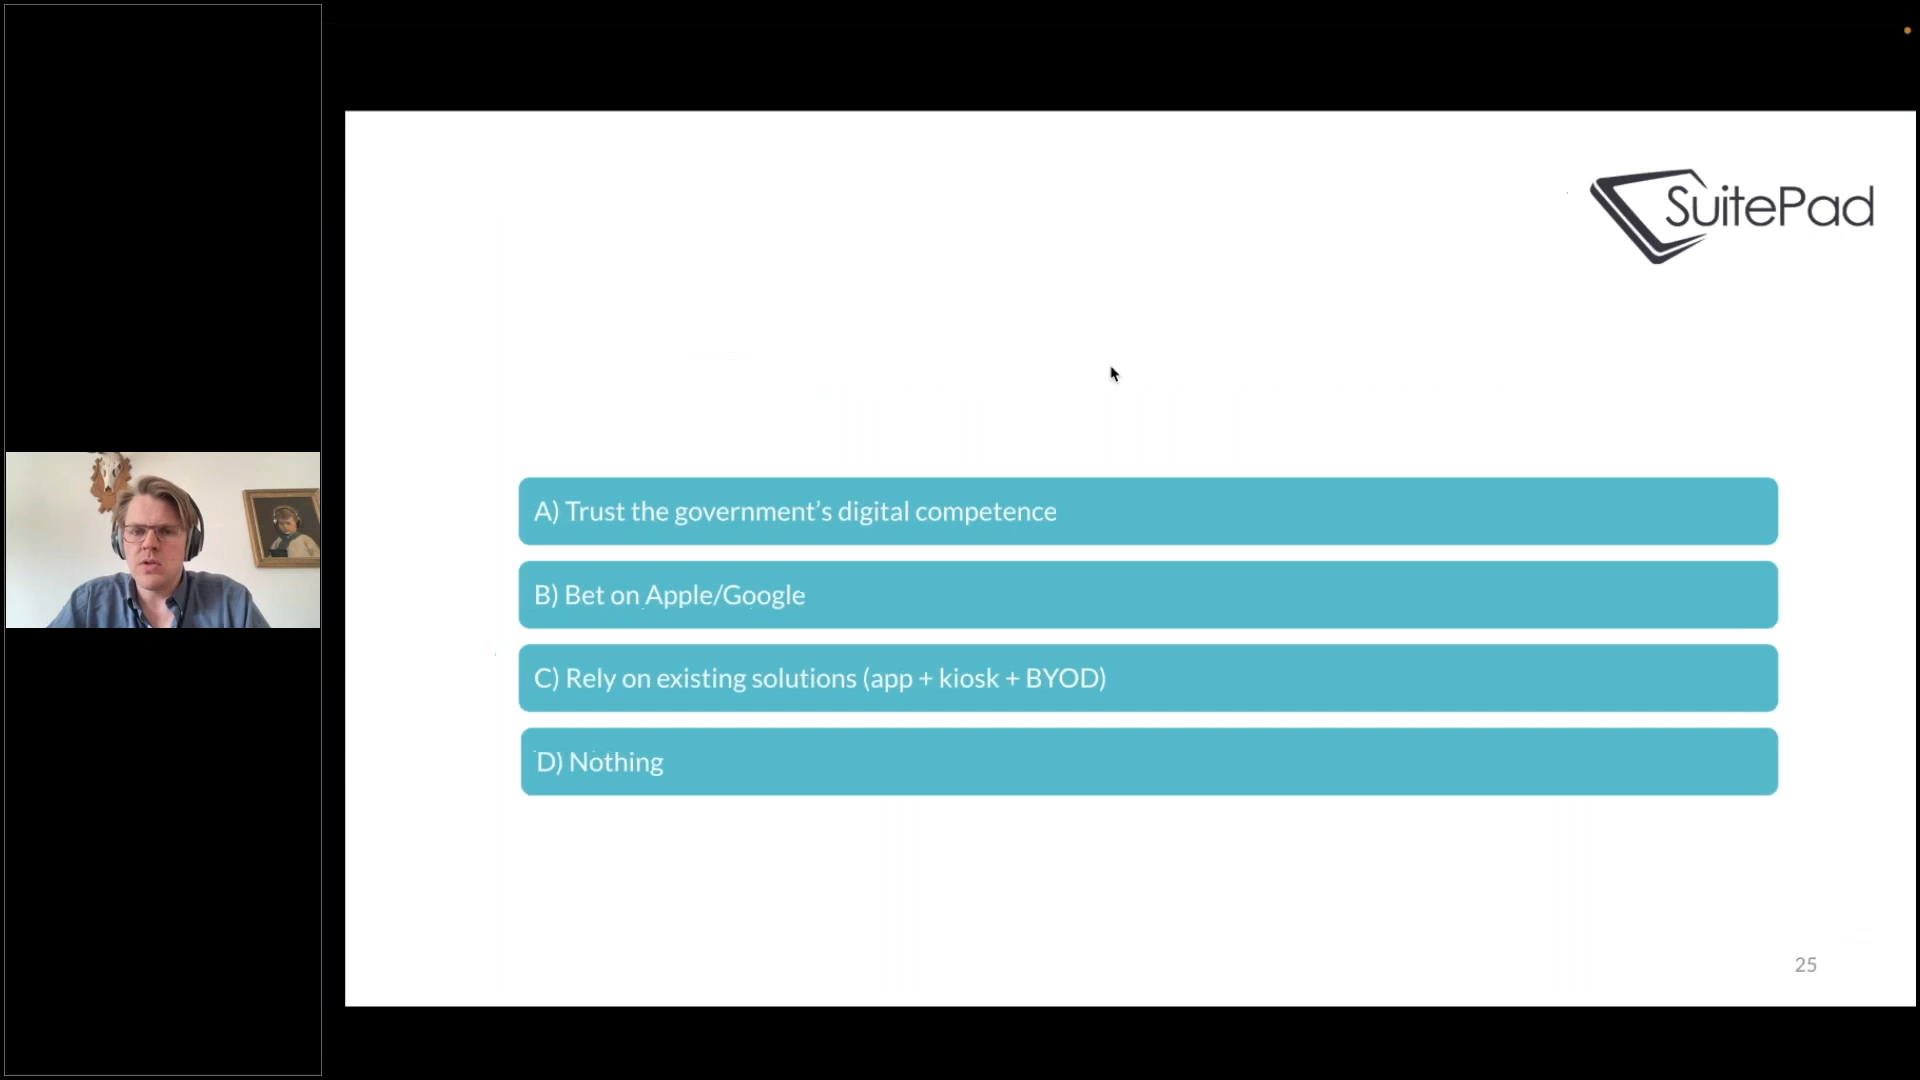 SuitePad
A) Trust the government’s digital competence
B) Bet on Apple/Google
C) Rely on existing solutions (app + kiosk + BYOD)
D) Nothing
25